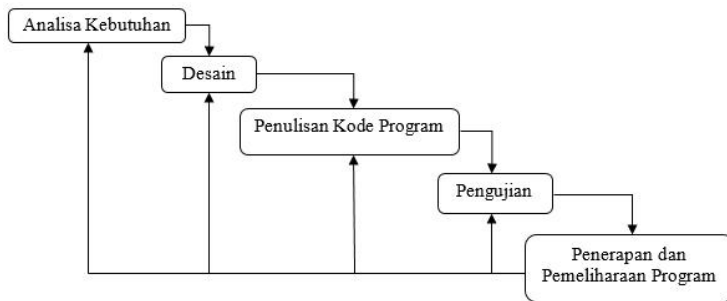 Analisa Kebutuhan
Desain
Penulisan Kode Program
Pengujian
Penerapan dan
Pemeliharaan Program